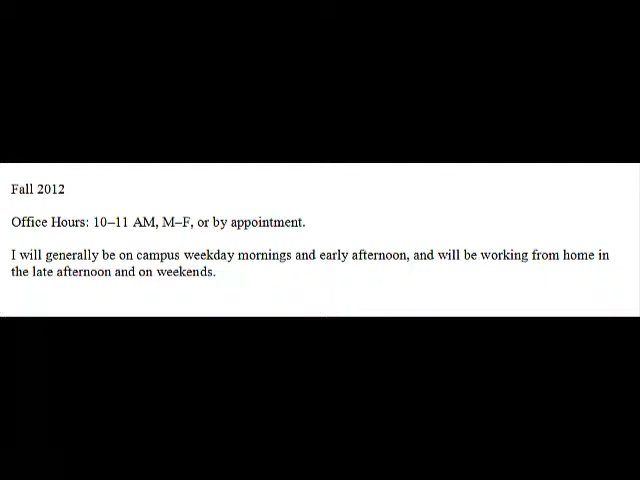 Fall 2012
Office Hours: 10–11 AM, M–F, or by appointment.
I will generally be on campus weekday mornings and early afternoon, and will be working from home in
the late afternoon and on weekends.